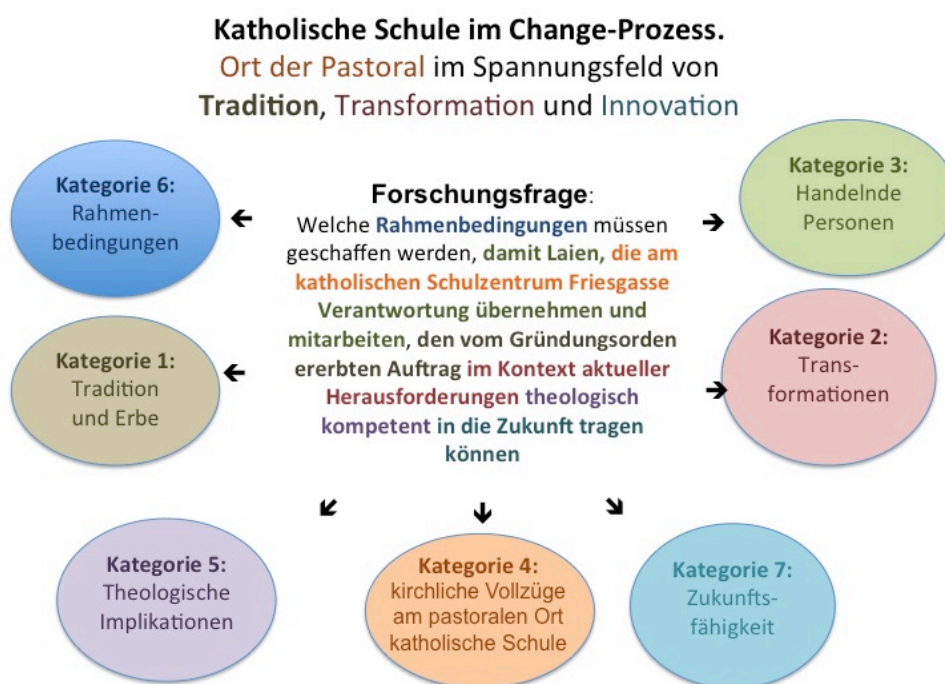 Katholische Schule im Change-Prozess.
Ort der Pastoral im Spannungsfeld von
Tradition, Transformation und Innovation
Kategorie 6:
Rahmen-
bedingungen
Kategorie 3:
Handelnde
Personen
Forschungsfrage:
Welche Rahmenbedingungen müssen
geschaffen werden, damit Laien, die am
katholischen Schulzentrum Friesgasse
Verantwortung übernehmen und
mitarbeiten, den vom Gründungsorden
ererbten Auftrag im Kontext aktueller
Herausforderungen theologisch
kompetent in die Zukunft tragen
können
Kategorie 1:
Tradition
und Erbe
Kategorie 2:
Trans-
formationen
Kategorie 5:
Theologische
Implikationen
Kategorie 4:
kirchliche Vollzüge
am pastoralen Ort
katholische Schule
Kategorie 7:
Zukunfts-
fähigkeit